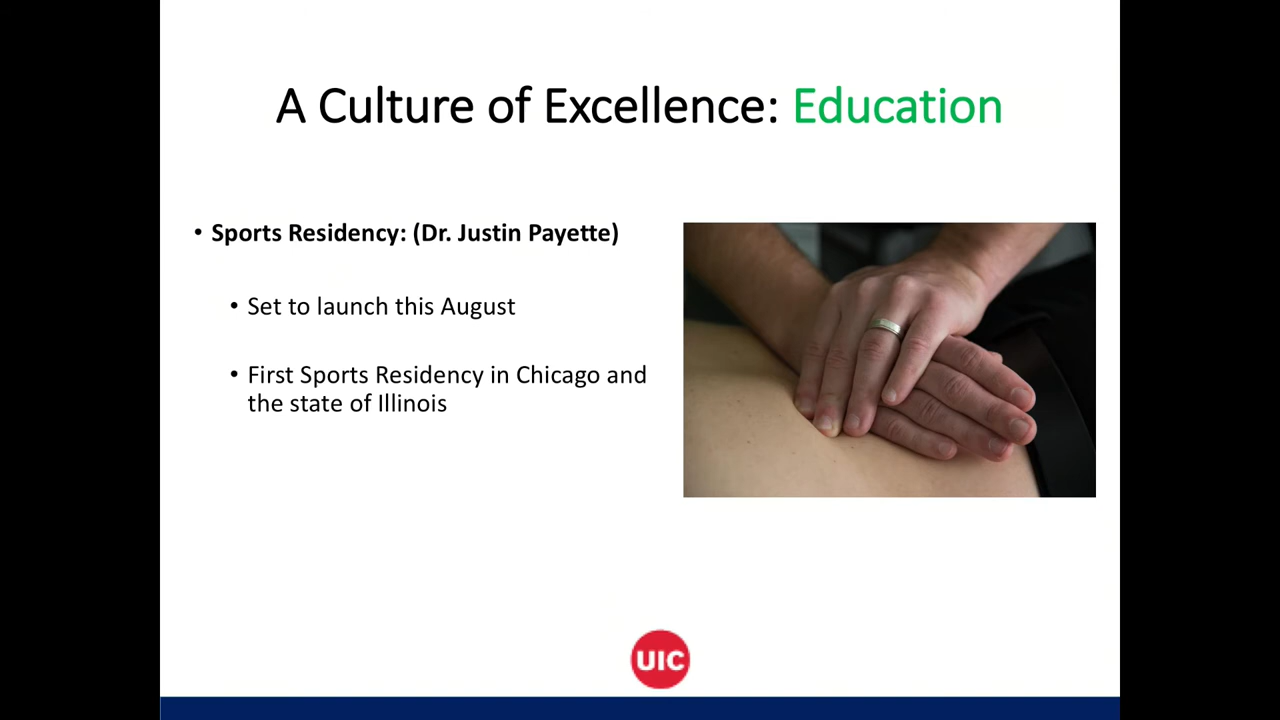 A Culture of Excellence: Education
• Sports Residency: (Dr. Justin Payette)
• Set to launch this August
• First Sports Residency in Chicago and
the state of Illinois
UIC